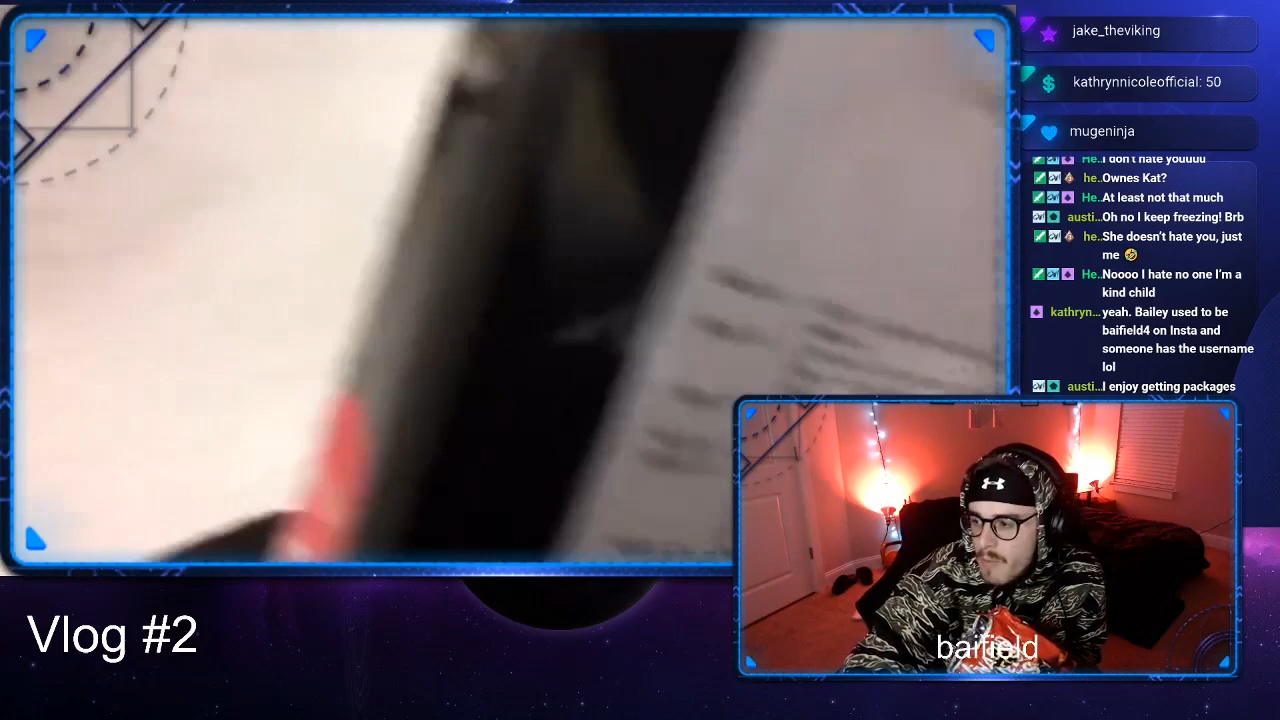 jake_theviking
kathrynnicoleofficial: 50
mugeninja
He..I don't hate youuuu
he..Ownes Kat?
He..At least not that much
austi...Oh no I keep freezing! Brb
he..She doesn't hate you, just
me 🤣
He..Noooo I hate no one I'm a
kind child
kathryn...yeah. Bailey used to be
baifield4 on Insta and
someone has the username
lol
austi...I enjoy getting packages
Vlog #2
baifield